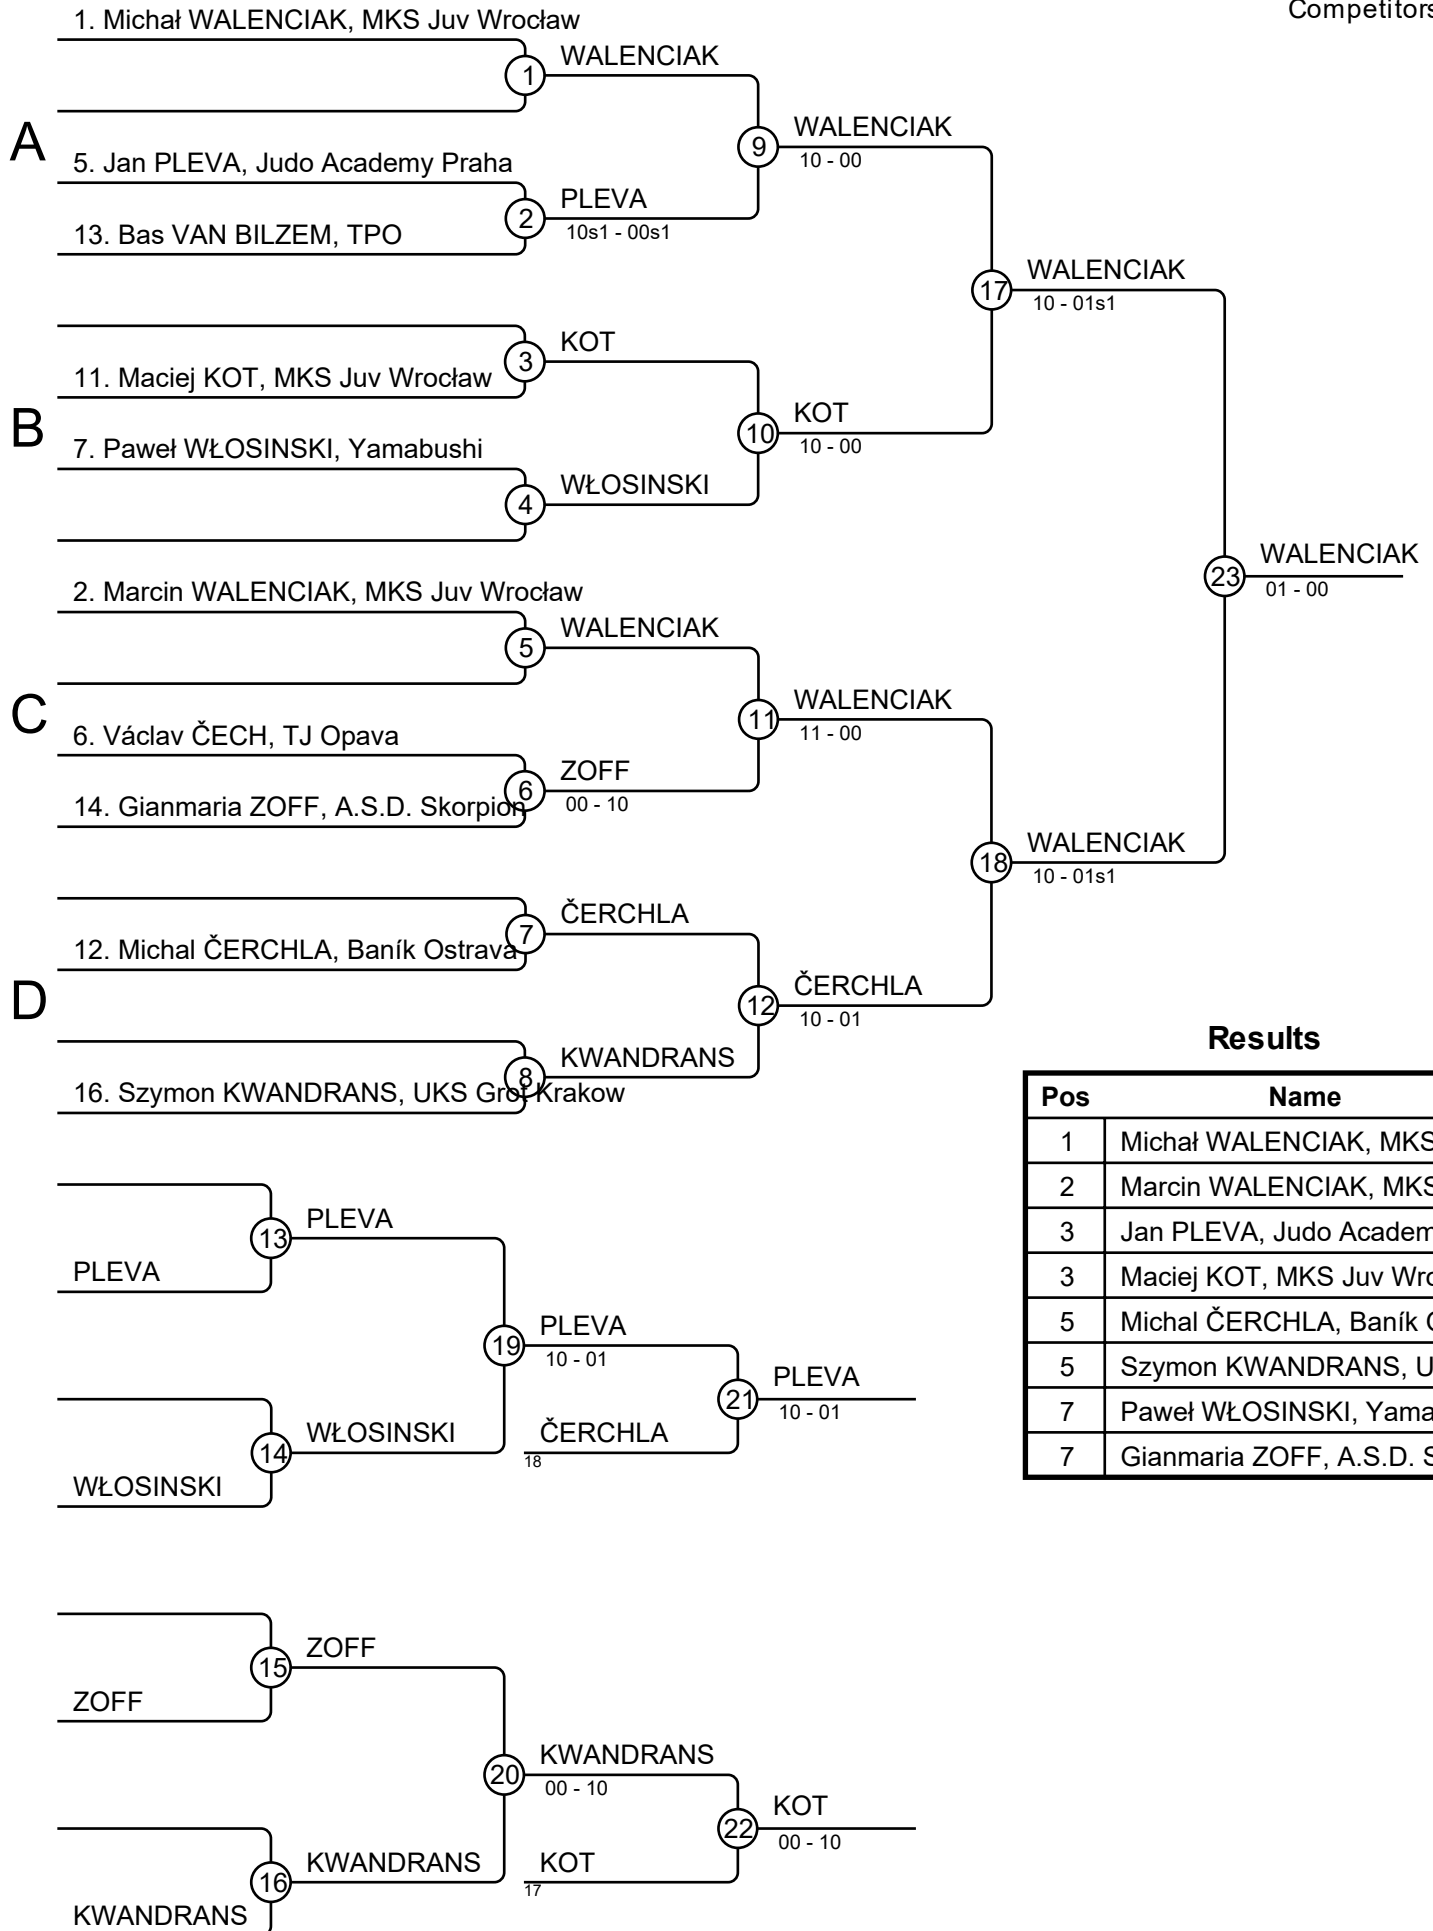 Competitors
1. Michał WALENCIAK, MKS Juv Wrocław
WALENCIAK
1
A
WALENCIAK
9
10 - 00
5. Jan PLEVA, Judo Academy Praha
PLEVA
2
10s1 - 00s1
13. Bas VAN BILZEM, TPO
WALENCIAK
17
10 - 01s1
KOT
3
11. Maciej KOT, MKS Juv Wrocław
B
KOT
10
10 - 00
7. Paweł WŁOSINSKI, Yamabushi
WŁOSINSKI
4
WALENCIAK
23
01 - 00
2. Marcin WALENCIAK, MKS Juv Wrocław
WALENCIAK
5
C
WALENCIAK
11
11 - 00
6. Václav ČECH, TJ Opava
ZOFF
6
00 - 10
14. Gianmaria ZOFF, A.S.D. Skorpion
WALENCIAK
18
10 - 01s1
ČERCHLA
7
12. Michal ČERCHLA, Baník Ostrava
D
ČERCHLA
12
10 - 01
KWANDRANS
8
16. Szymon KWANDRANS, UKS Grot Krakow
Results
Pos Name
1 Michał WALENCIAK, MKS
2 Marcin WALENCIAK, MKS
3 Jan PLEVA, Judo Academ
3 Maciej KOT, MKS Juv Wro
5 Michal ČERCHLA, Baník
5 Szymon KWANDRANS, U
7 Paweł WŁOSINSKI, Yama
7 Gianmaria ZOFF, A.S.D. S
PLEVA
13
PLEVA
PLEVA
19
10 - 01
PLEVA
21
10 - 01
WŁOSINSKI
14
ČERCHLA
18
WŁOSINSKI
ZOFF
15
ZOFF
KWANDRANS
20
00 - 10
KOT
22
00 - 10
KWANDRANS
16
KOT
17
KWANDRANS